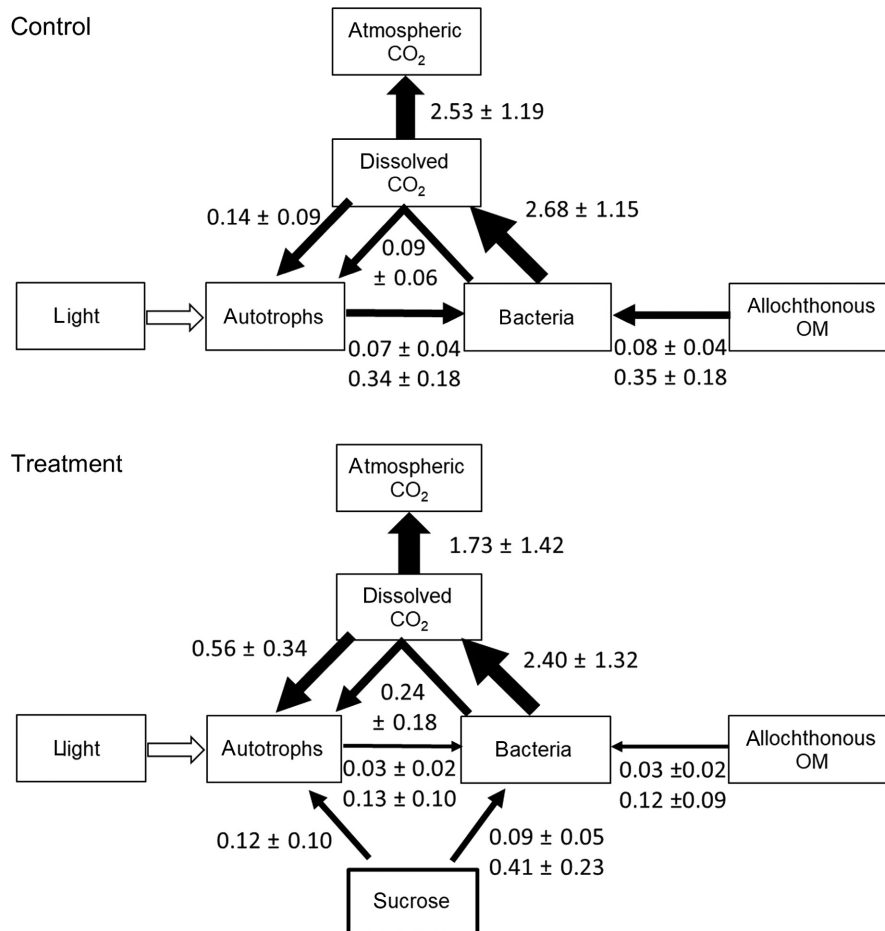 Control
Atmospheric
CO₂
2.53 ± 1.19
Dissolved
CO₂
0.14 ± 0.09
2.68 ± 1.15
0.09
± 0.06
Light
Autotrophs
Bacteria
Allochthonous
OM
0.07 ± 0.04
0.34 ± 0.18
0.08 ± 0.04
0.35 ± 0.18
Treatment
Atmospheric
CO₂
1.73 ± 1.42
Dissolved
CO₂
0.56 ± 0.34
2.40 ± 1.32
0.24
± 0.18
Llight
Autotrophs
Bacteria
Allochthonous
OM
0.03 ± 0.02
0.13 ± 0.10
0.03 ±0.02
0.12 ±0.09
0.12 ± 0.10
0.09 ± 0.05
0.41 ± 0.23
Sucrose